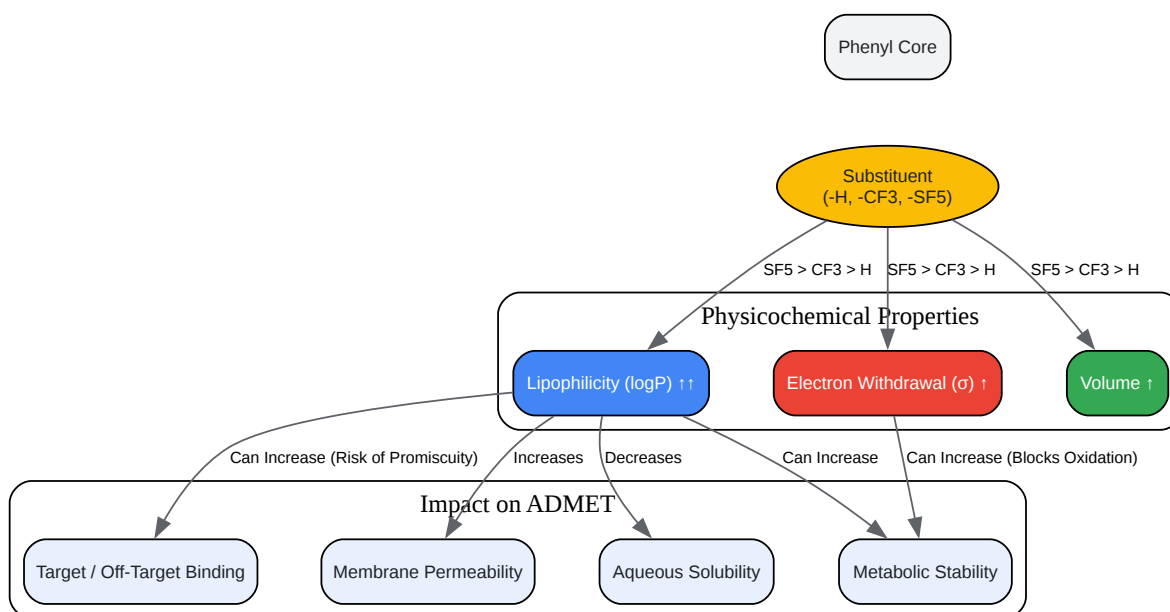 Phenyl Core
Substituent
(-H, -CF3, -SF5)
SF5 > CF3 > H
SF5 > CF3 > H
SF5 > CF3 > H
Physicochemical Properties
Lipophilicity (logP) ↑↑
Electron Withdrawal (σ) ↑
Volume ↑
Can Increase (Risk of Promiscuity)
Increases
Decreases
Can Increase
Can Increase (Blocks Oxidation)
Impact on ADMET
Target / Off-Target Binding
Membrane Permeability
Aqueous Solubility
Metabolic Stability